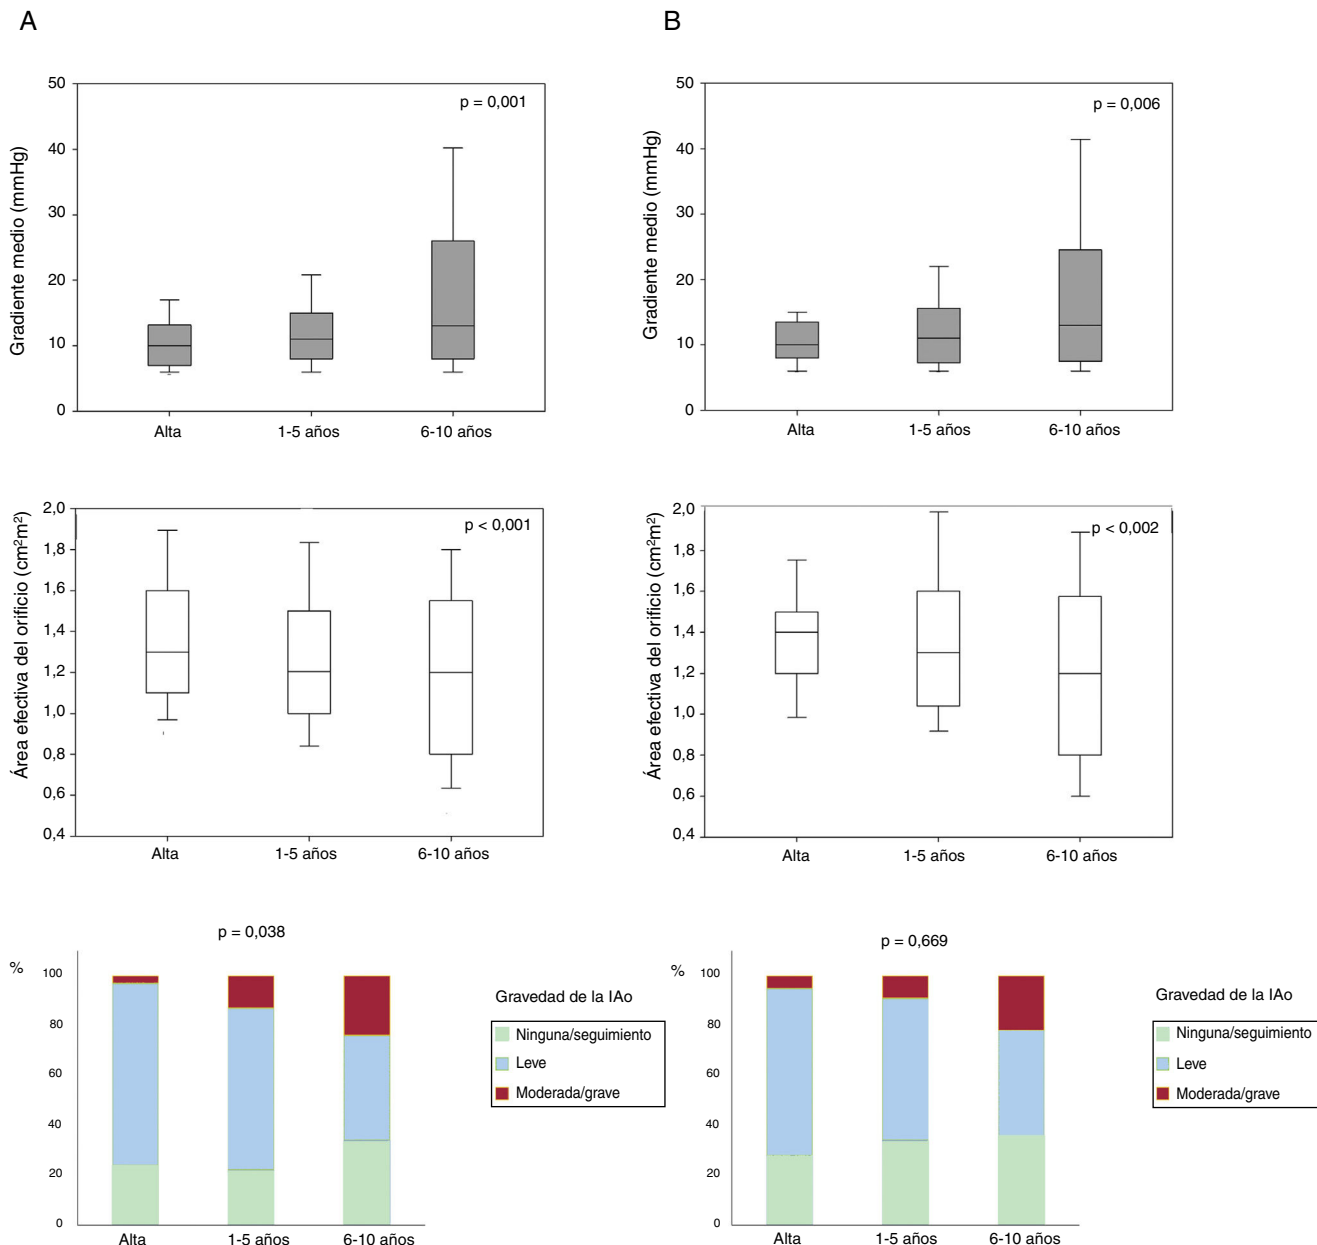 A
B
50
40
30
20
10
0
Gradiente medio (mmHg)
p = 0,001
Alta
1-5 años
6-10 años
50
40
30
20
10
0
Gradiente medio (mmHg)
p = 0,006
Alta
1-5 años
6-10 años
2,0
1,8
1,6
1,4
1,2
1,0
0,8
0,6
0,4
Área efectiva del orificio (cm²m²)
p < 0,001
Alta
1-5 años
6-10 años
2,0
1,8
1,6
1,4
1,2
1,0
0,8
0,6
0,4
Área efectiva del orificio (cm²m²)
p < 0,002
Alta
1-5 años
6-10 años
p = 0,038
%
100
80
60
40
20
0
Alta
1-5 años
6-10 años
Gravedad de la IAo
Ninguna/seguimiento
Leve
Moderada/grave
p = 0,669
%
100
80
60
40
20
0
Alta
1-5 años
6-10 años
Gravedad de la IAo
Ninguna/seguimiento
Leve
Moderada/grave